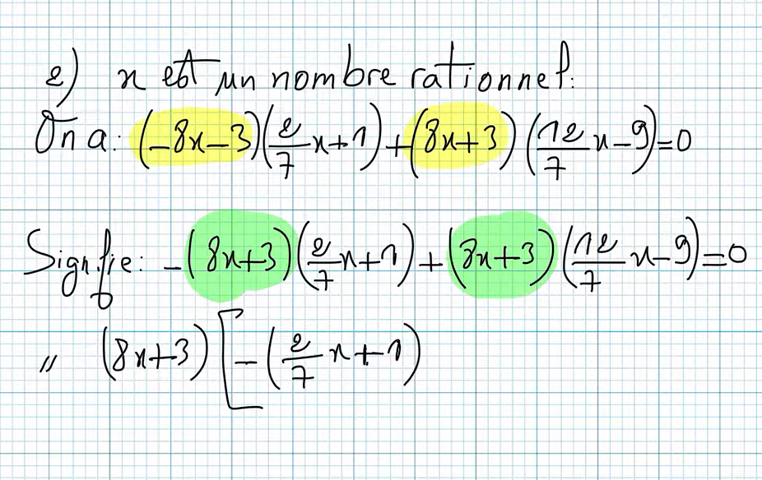 2) x est un nombre rationnel:
On a: (-8x-3)(2/7 x+1)+(8x+3)(12/7 x-9)=0
Signifie: -(8x+3)(2/7 x+1)+(8x+3)(12/7 x-9)=0
" (8x+3)[-(2/7 x+1)